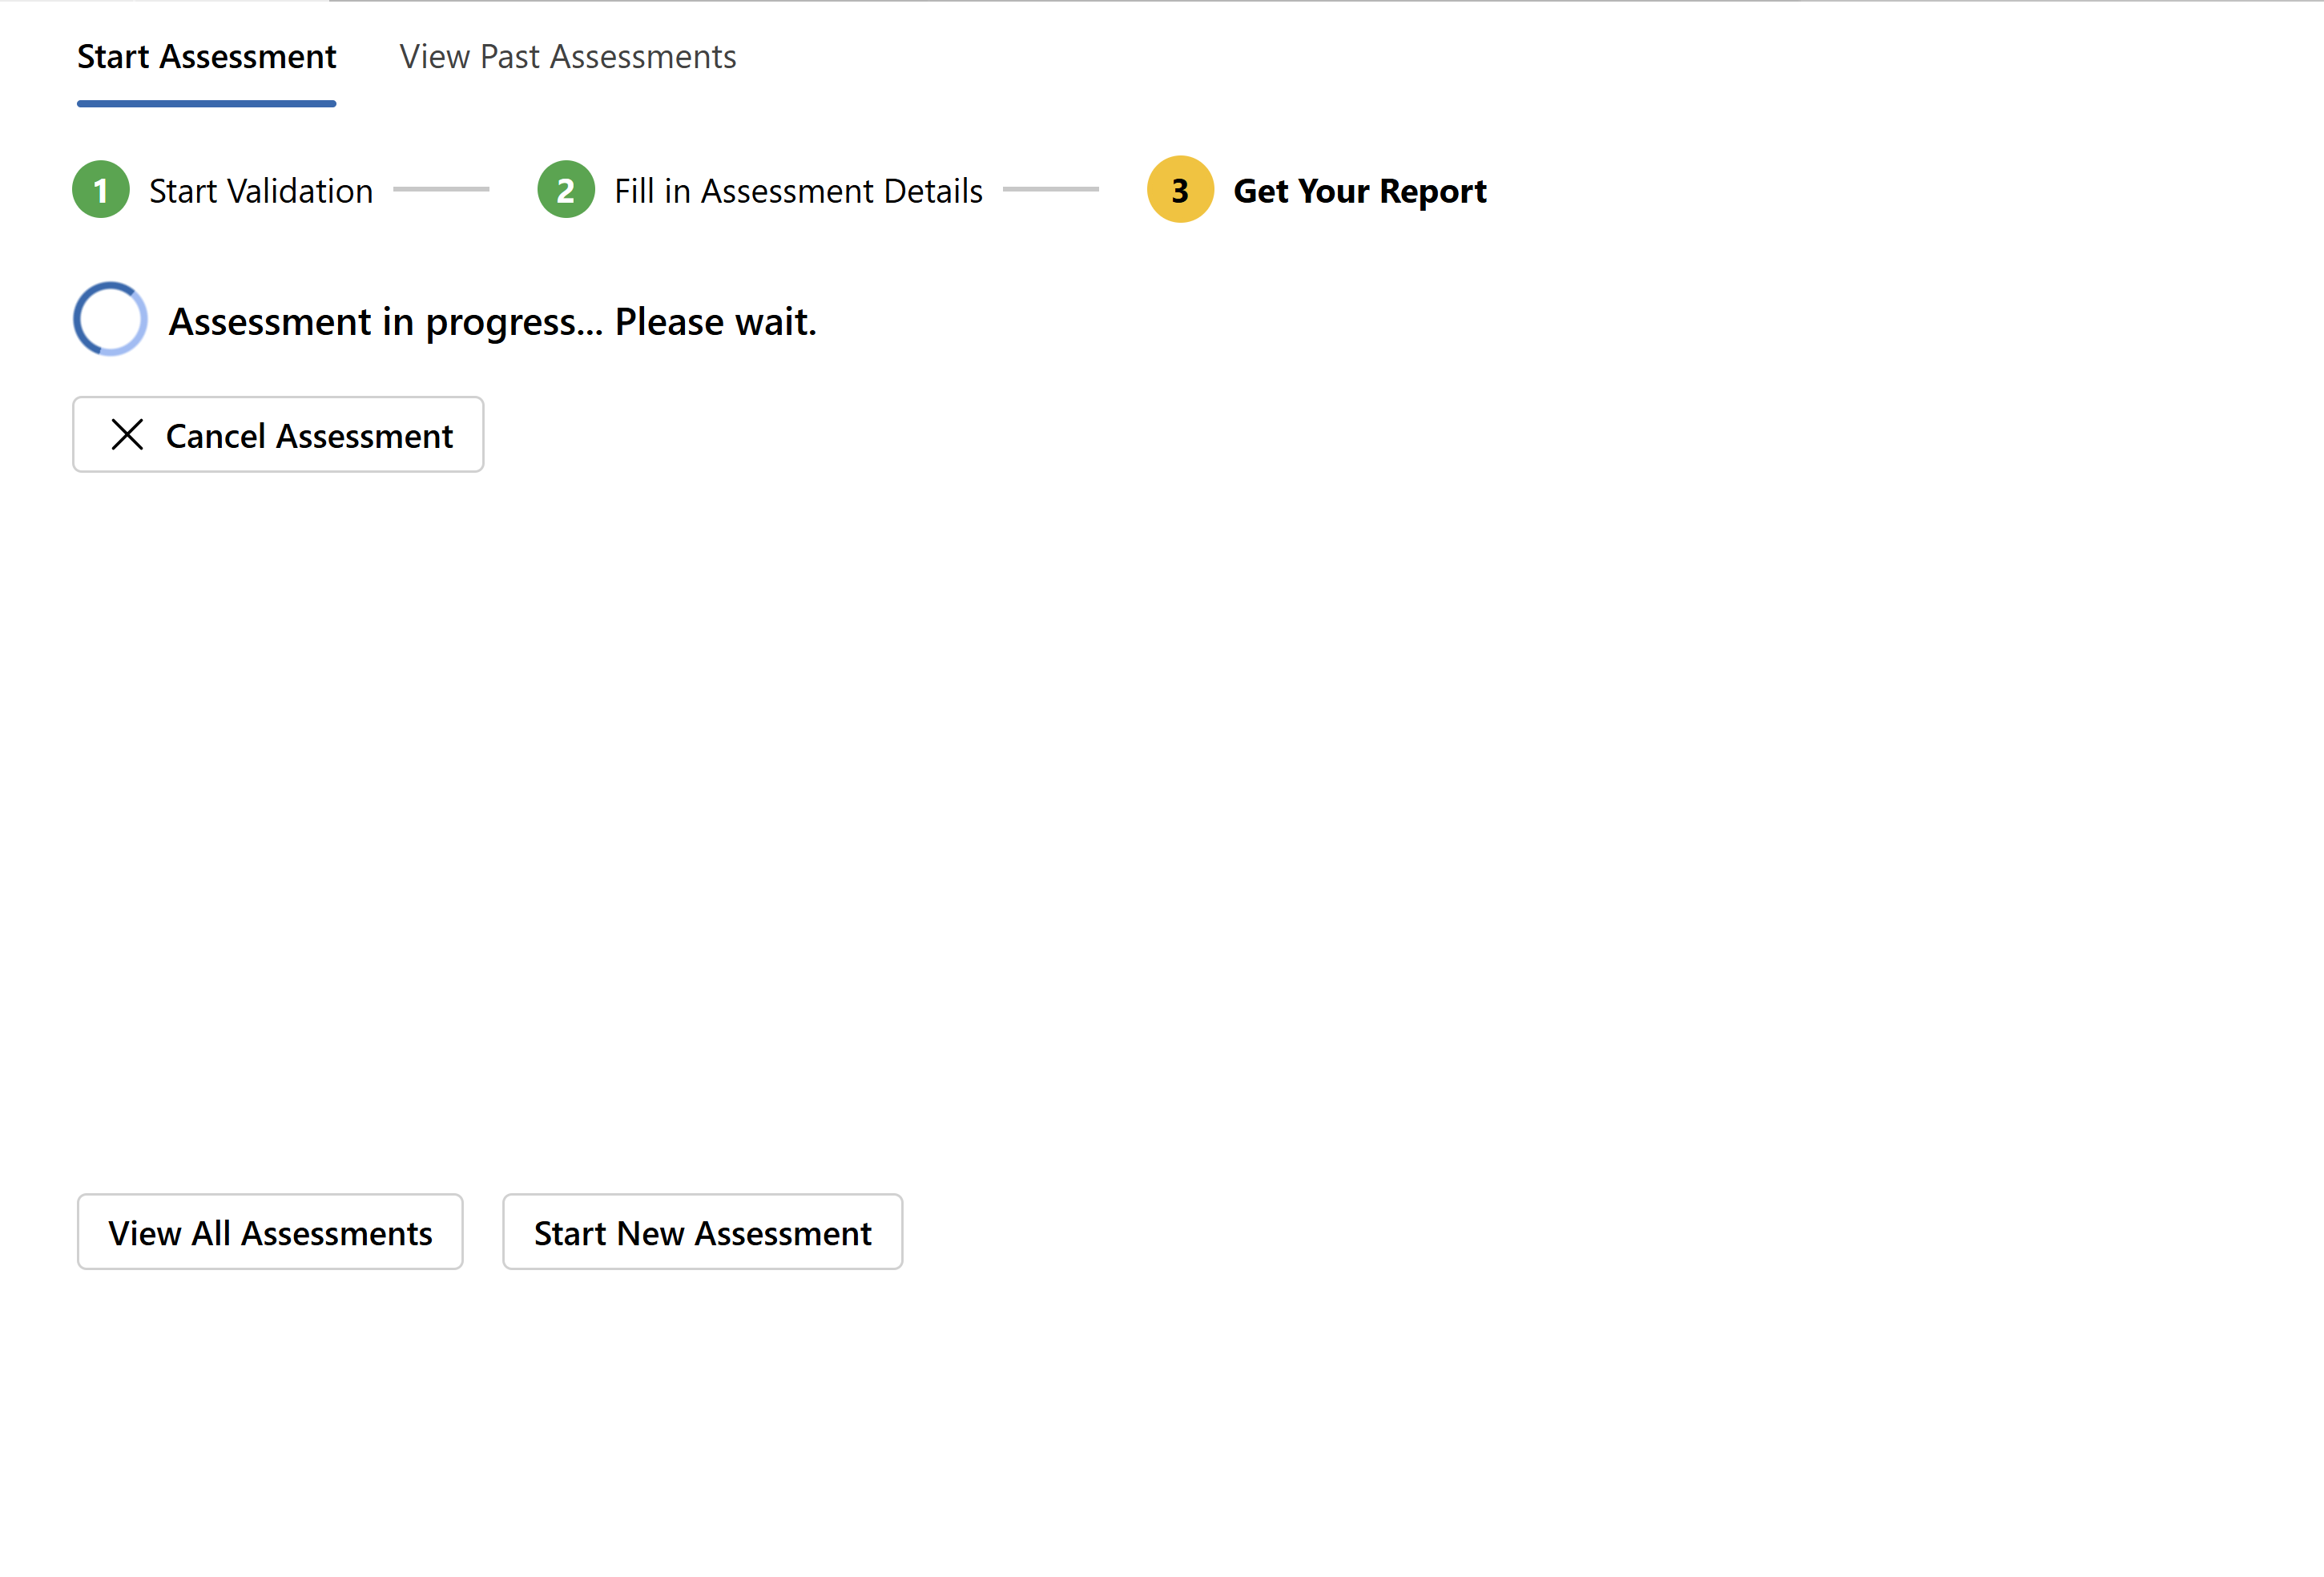 Start Assessment View Past Assessments
1 Start Validation 2 Fill in Assessment Details 3 Get Your Report
Assessment in progress... Please wait.
Cancel Assessment
View All Assessments Start New Assessment